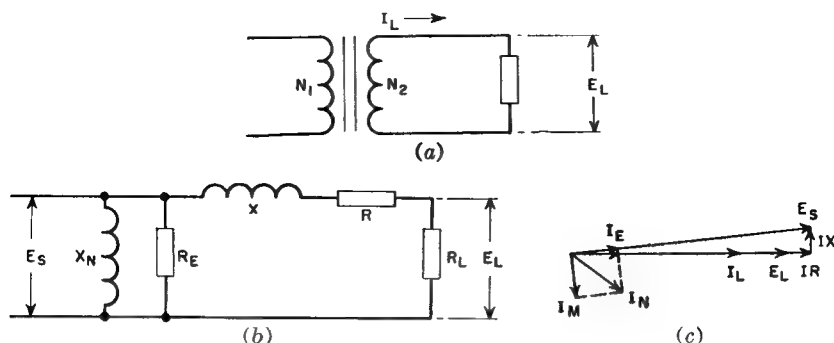 I_L
N_1
N_2
E_L
(a)
E_S
X_N
R_E
X
R
R_L
E_L
(b)
E_S
I_E
IX
I_L
E_L
IR
I_M
I_N
(c)